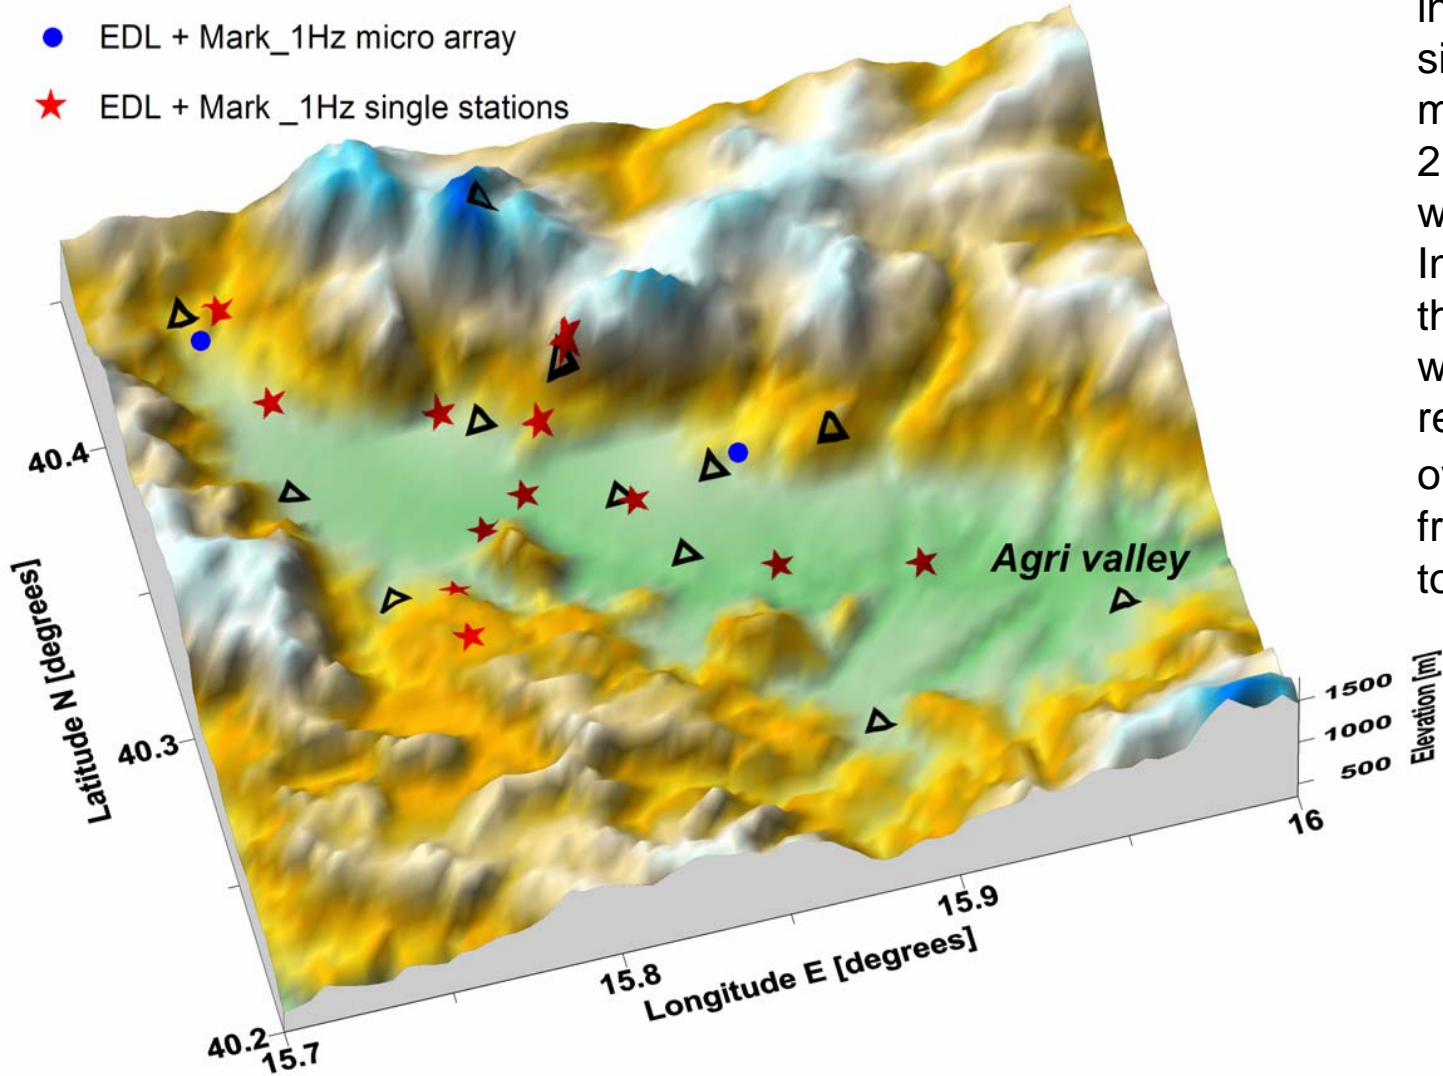 EDL + Mark_1Hz micro array
EDL + Mark _1Hz single stations
Agri valley
40.4
40.3
40.2
Latitude N [degrees]
15.7
15.8
15.9
16
Longitude E [degrees]
1500
1000
500
Elevation [m]